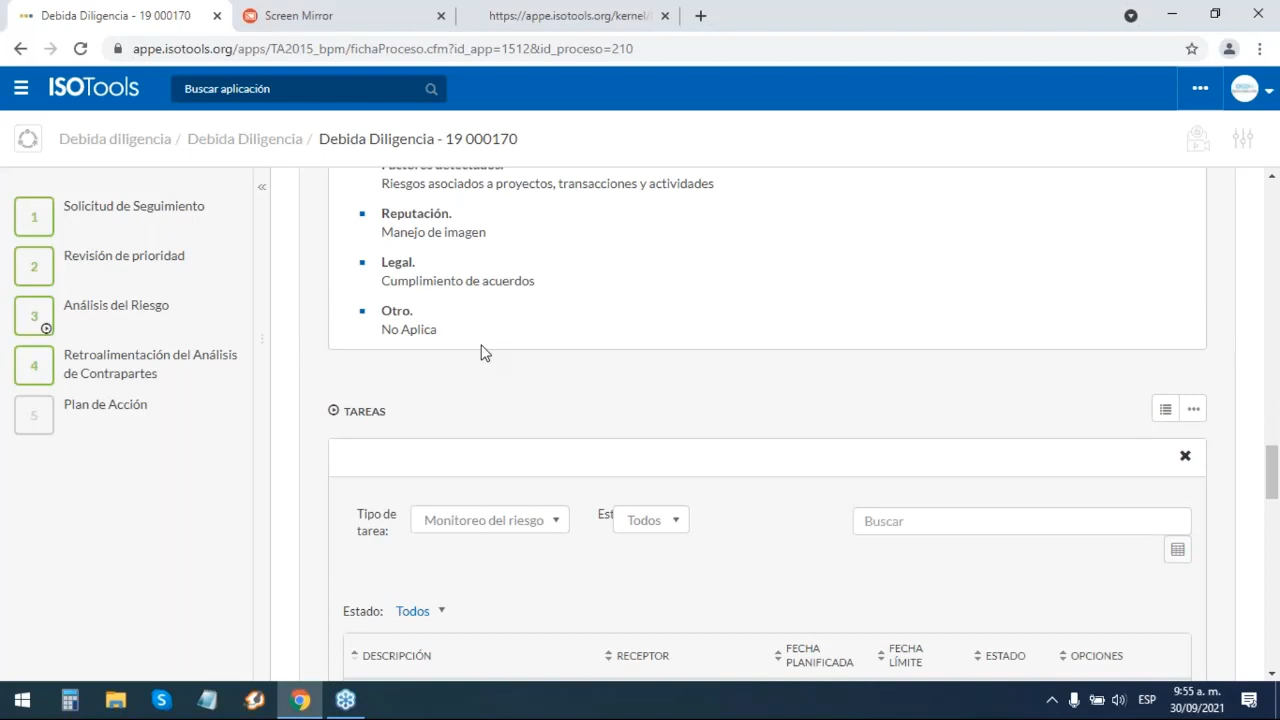 Debida Diligencia - 19 000170
Screen Mirror
https://appe.isotools.org/kernel/
appe.isotools.org/apps/TA2015_bpm/fichaProceso.cfm?id_app=1512&id_proceso=210
ISOTools
Buscar aplicación
Debida diligencia / Debida Diligencia / Debida Diligencia - 19 000170
1 Solicitud de Seguimiento
2 Revisión de prioridad
3 Análisis del Riesgo
4 Retroalimentación del Análisis
de Contrapartes
5 Plan de Acción
Factores detectados.
Riesgos asociados a proyectos, transacciones y actividades
Reputación.
Manejo de imagen
Legal.
Cumplimiento de acuerdos
Otro.
No Aplica
TAREAS
Tipo de
tarea:
Monitoreo del riesgo
Est
Todos
Buscar
Estado: Todos
DESCRIPCIÓN
RECEPTOR
FECHA
PLANIFICADA
FECHA
LÍMITE
ESTADO
OPCIONES
ESP
9:55 a. m.
30/09/2021